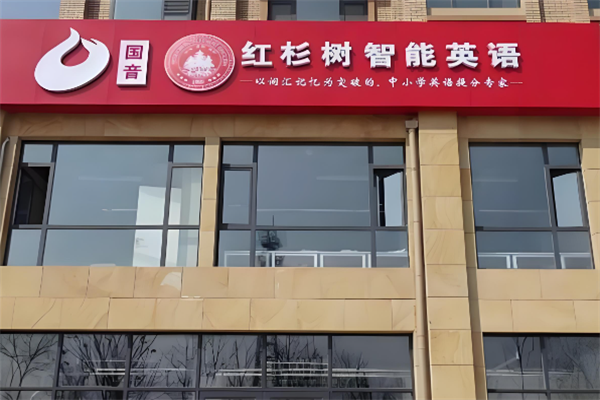 国音
红杉树智能英语
以词汇记忆为突破的，中小学英语提分专家